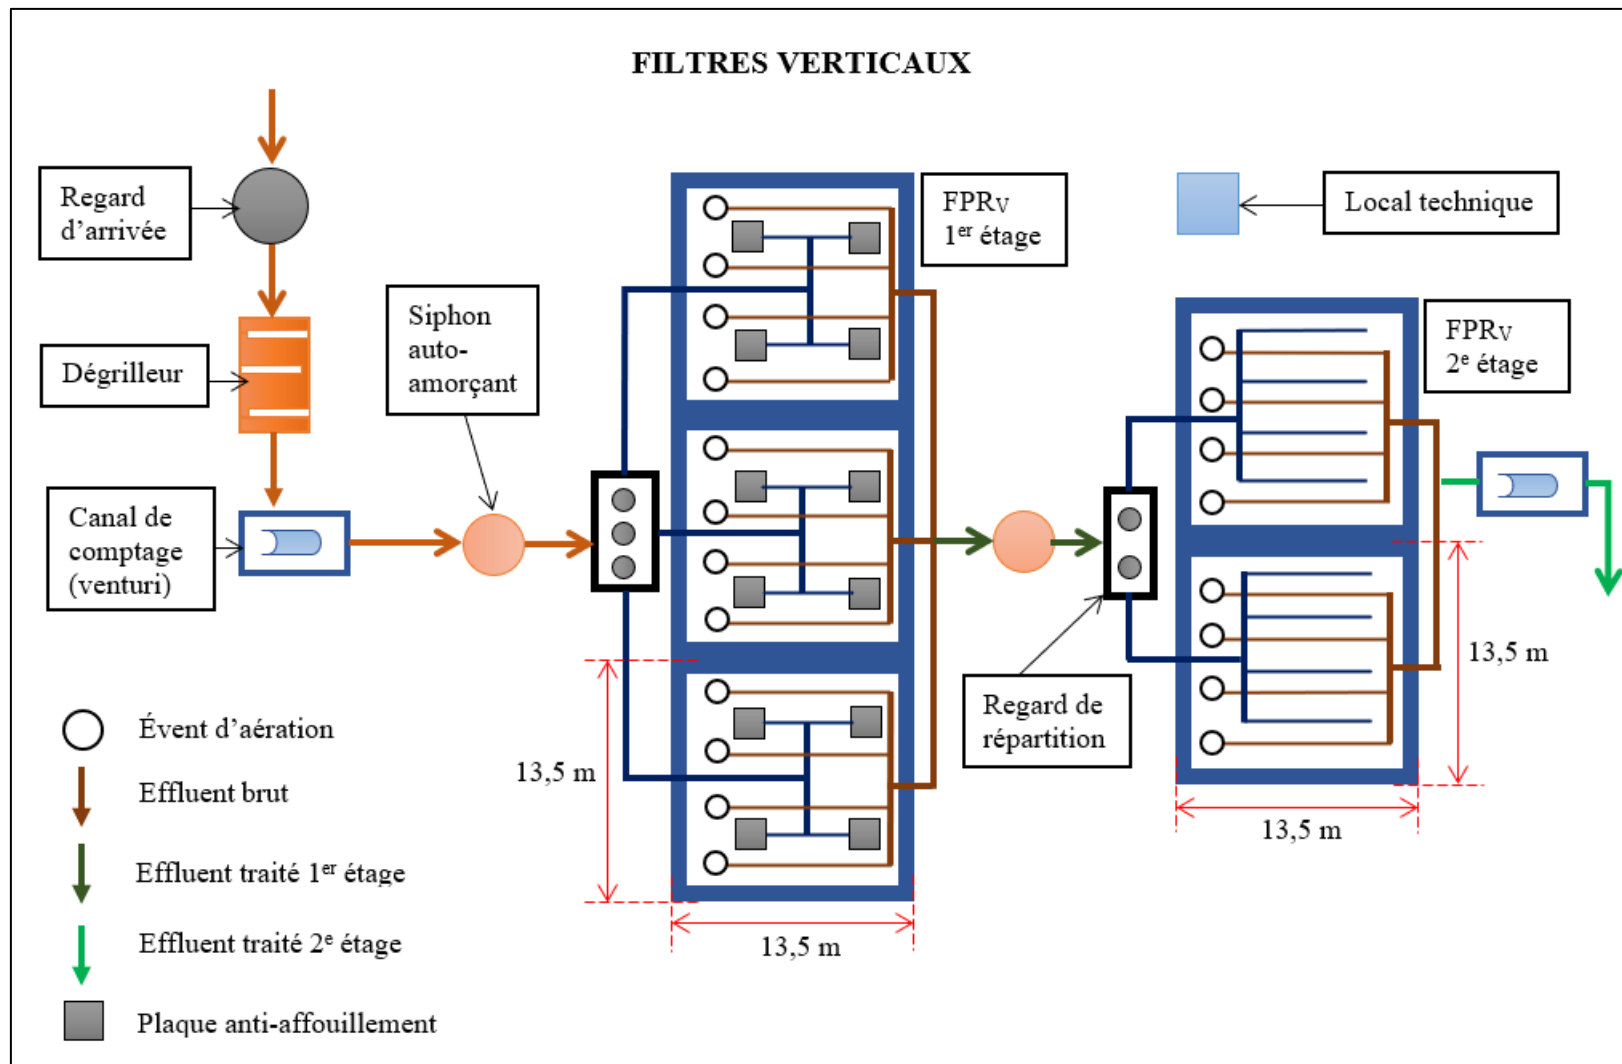 FILTRES VERTICAUX
Regard
d’arrivée
Dégrilleur
Canal de
comptage
(venturi)
Siphon
auto-
amorçant
FPRV
1er étage
Local technique
FPRV
2e étage
Regard de
répartition
13,5 m
13,5 m
13,5 m
13,5 m
Évent d’aération
Effluent brut
Effluent traité 1er étage
Effluent traité 2e étage
Plaque anti-affouillement